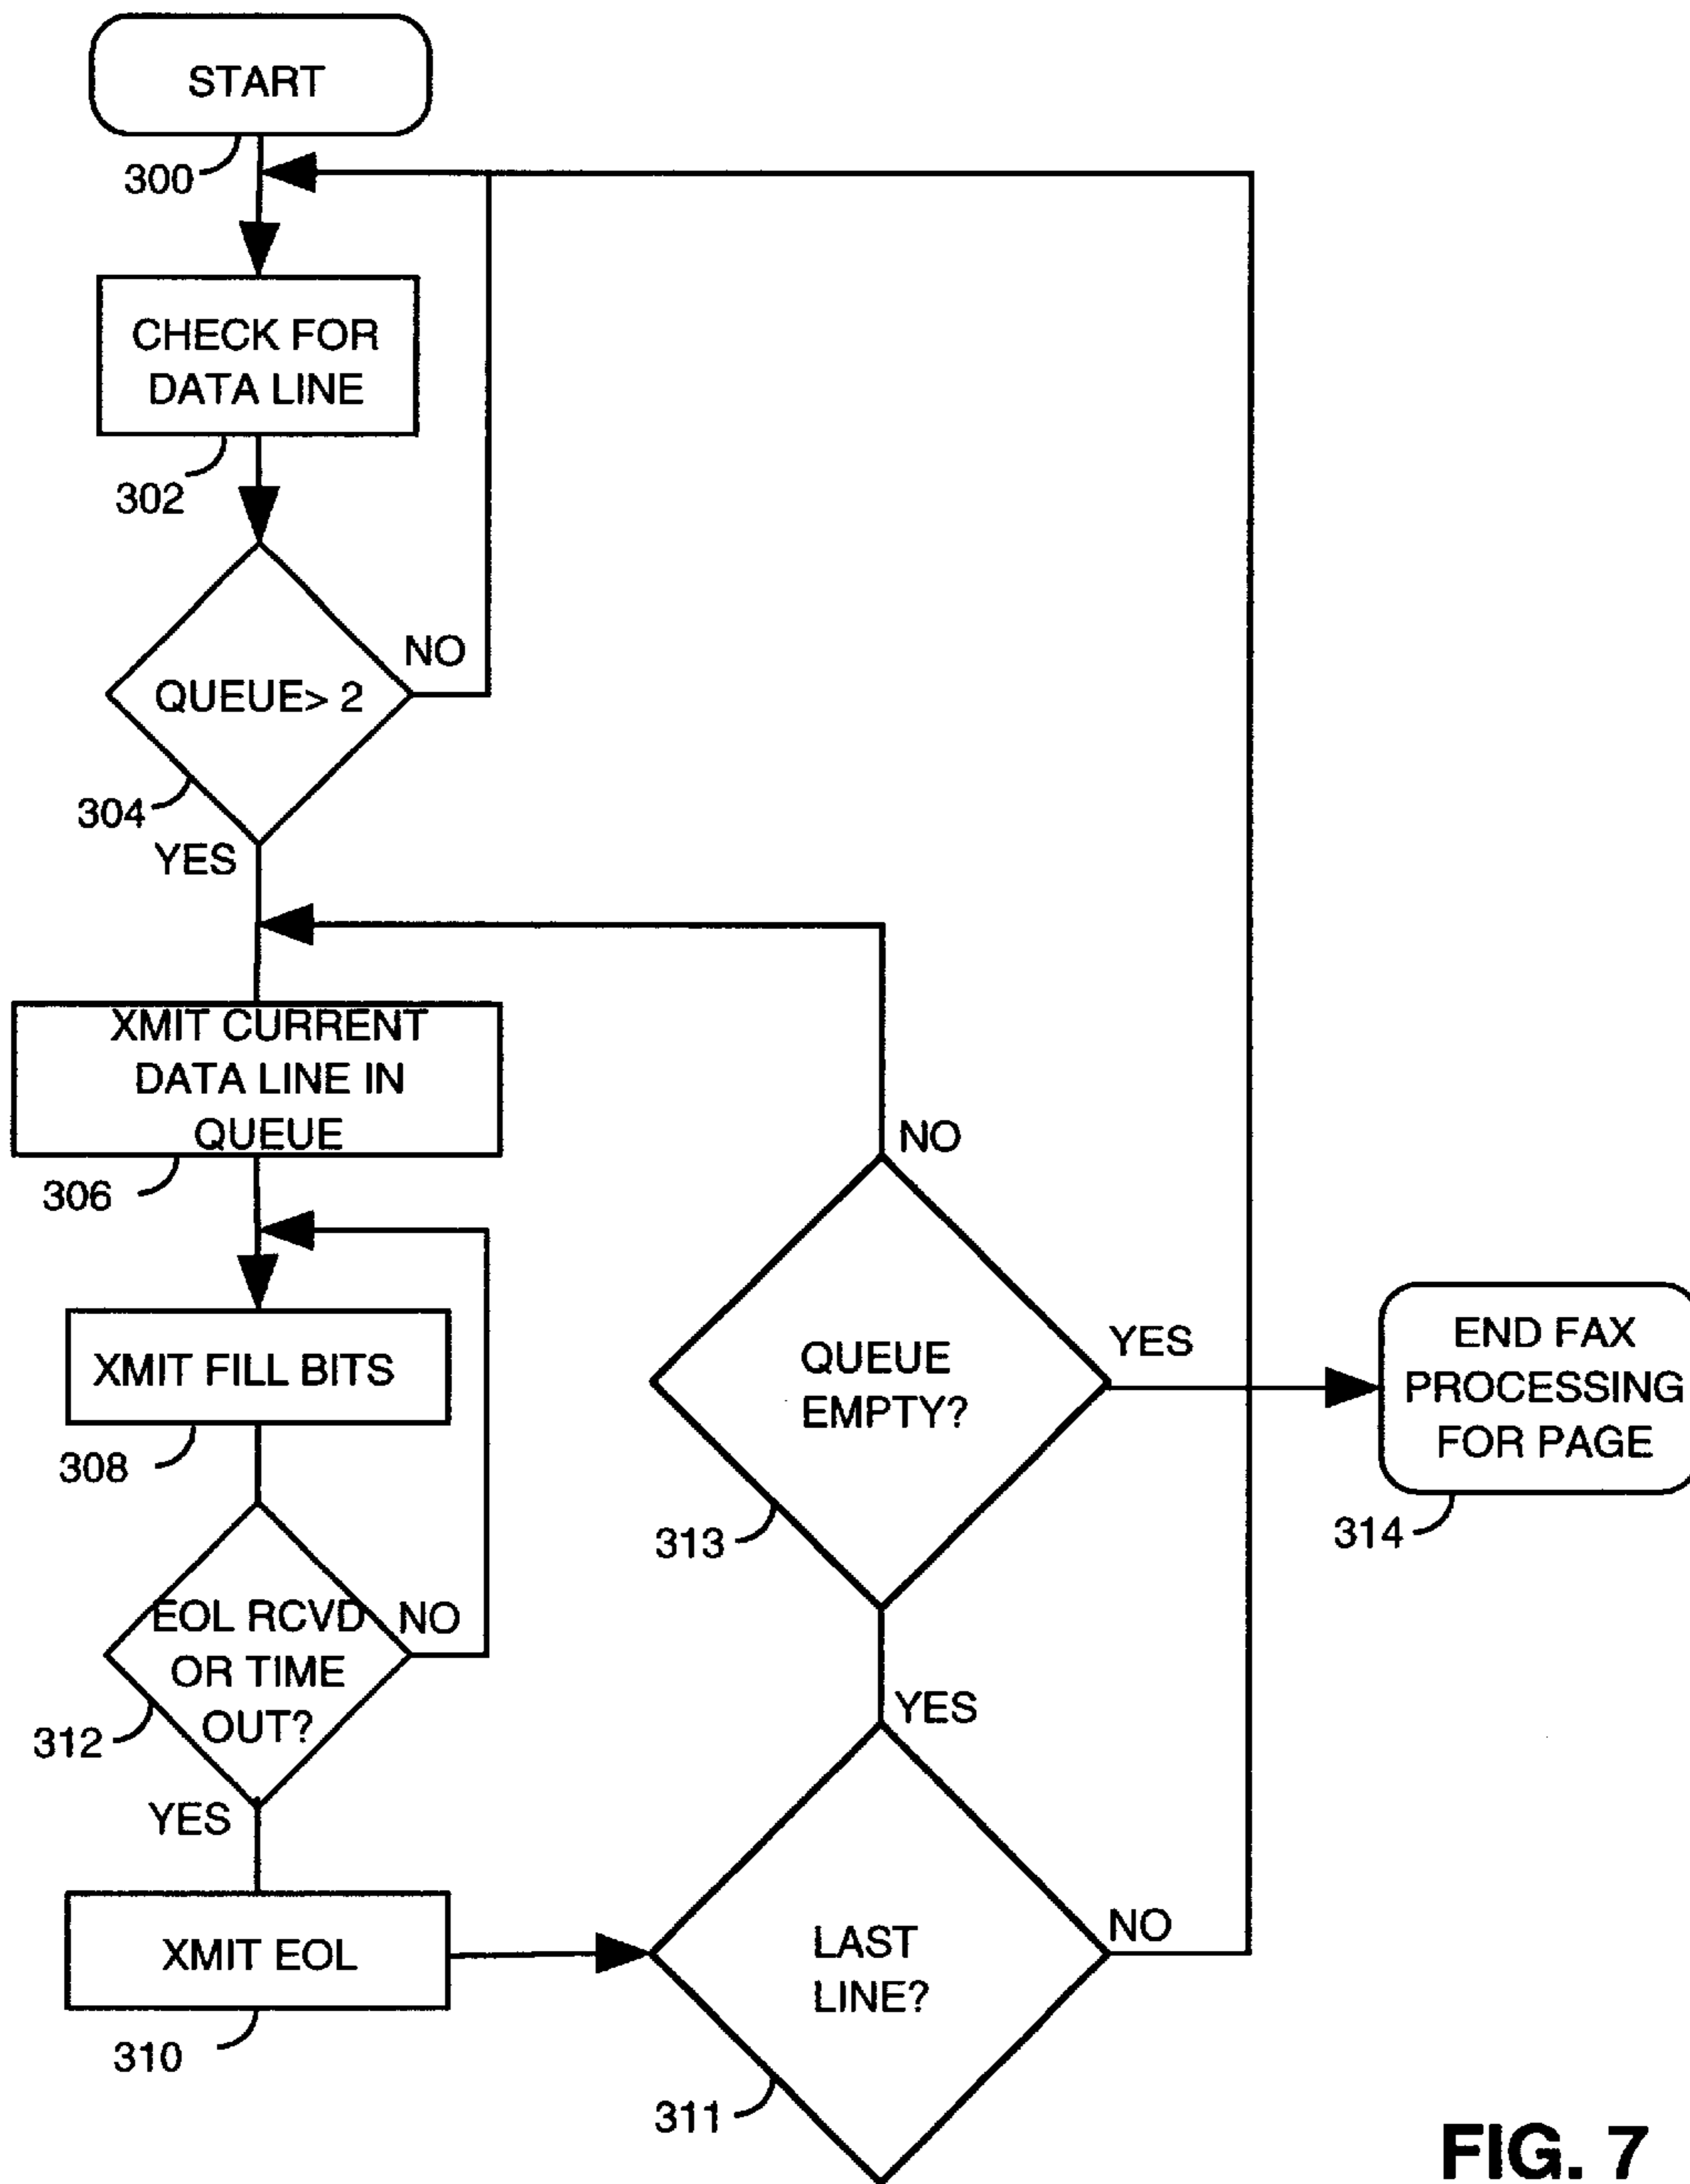 START
300
CHECK FOR
DATA LINE
302
NO
QUEUE> 2
304
YES
XMIT CURRENT
DATA LINE IN
QUEUE
306
XMIT FILL BITS
308
EOL RCVD
OR TIME
OUT?
NO
312
YES
XMIT EOL
310
LAST
LINE?
NO
311
YES
QUEUE
EMPTY?
NO
YES
313
END FAX
PROCESSING
FOR PAGE
314
FIG. 7